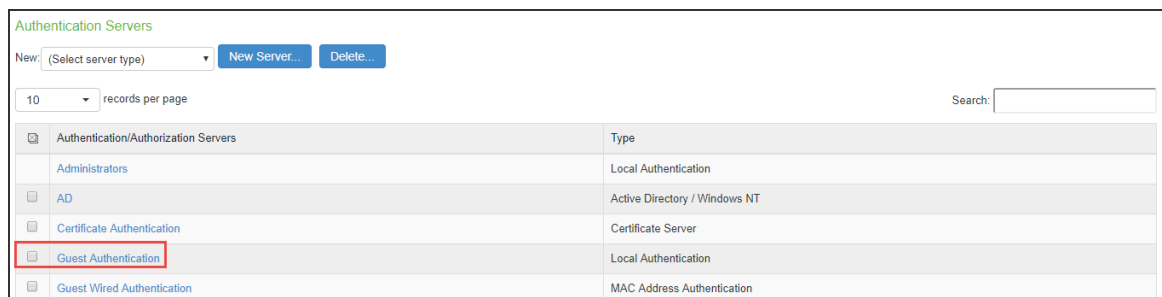 Authentication Servers
New: (Select server type) New Server... Delete...
10 records per page Search:
Authentication/Authorization Servers Type
Administrators Local Authentication
AD Active Directory / Windows NT
Certificate Authentication Certificate Server
Guest Authentication Local Authentication
Guest Wired Authentication MAC Address Authentication